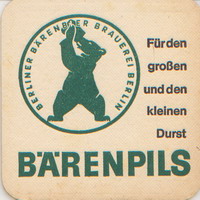 BERLINER BÄRENBIER BRAUEREI BERLIN
Für den
großen
und den
kleinen
Durst
BÄRENPILS